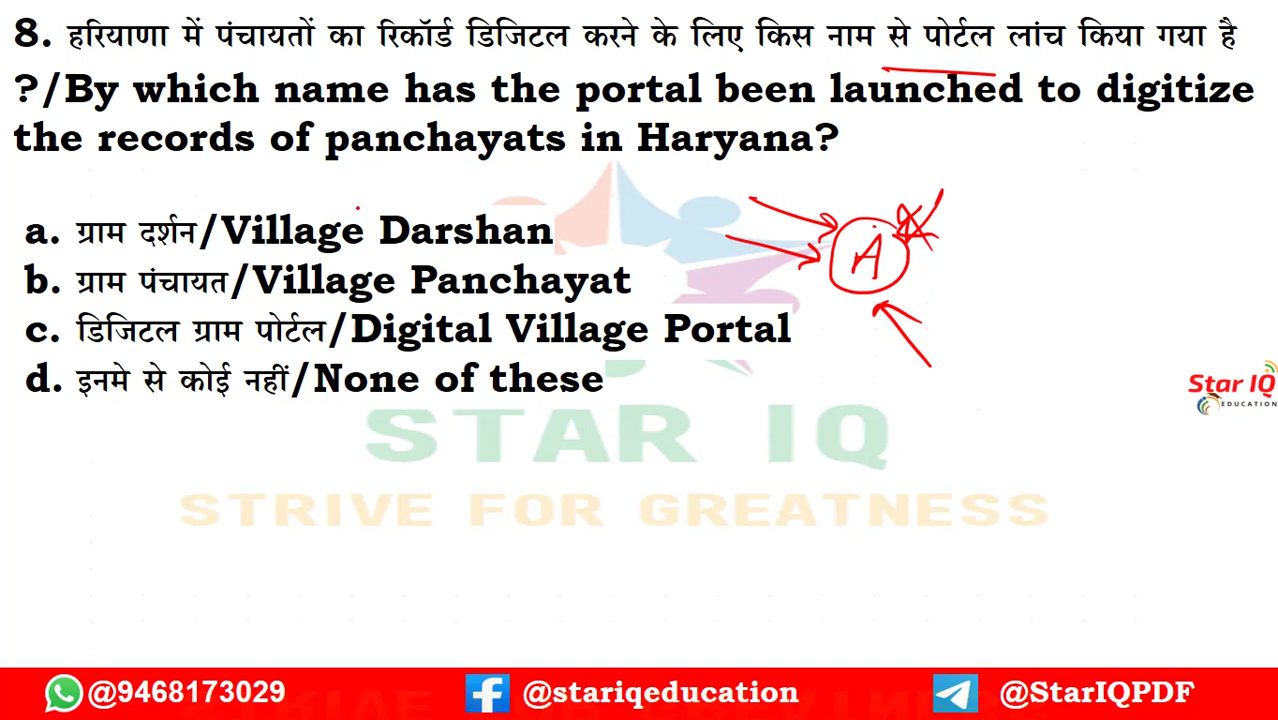 8. हरियाणा में पंचायतों का रिकॉर्ड डिजिटल करने के लिए किस नाम से पोर्टल लांच किया गया है
?/By which name has the portal been launched to digitize
the records of panchayats in Haryana?
a. ग्राम दर्शन/Village Darshan
b. ग्राम पंचायत/Village Panchayat
c. डिजिटल ग्राम पोर्टल/Digital Village Portal
d. इनमे से कोई नहीं/None of these
A
Star IQ
EDUCATION
STAR IQ
STRIVE FOR GREATNESS
@9468173029
@stariqeducation
@StarIQPDF